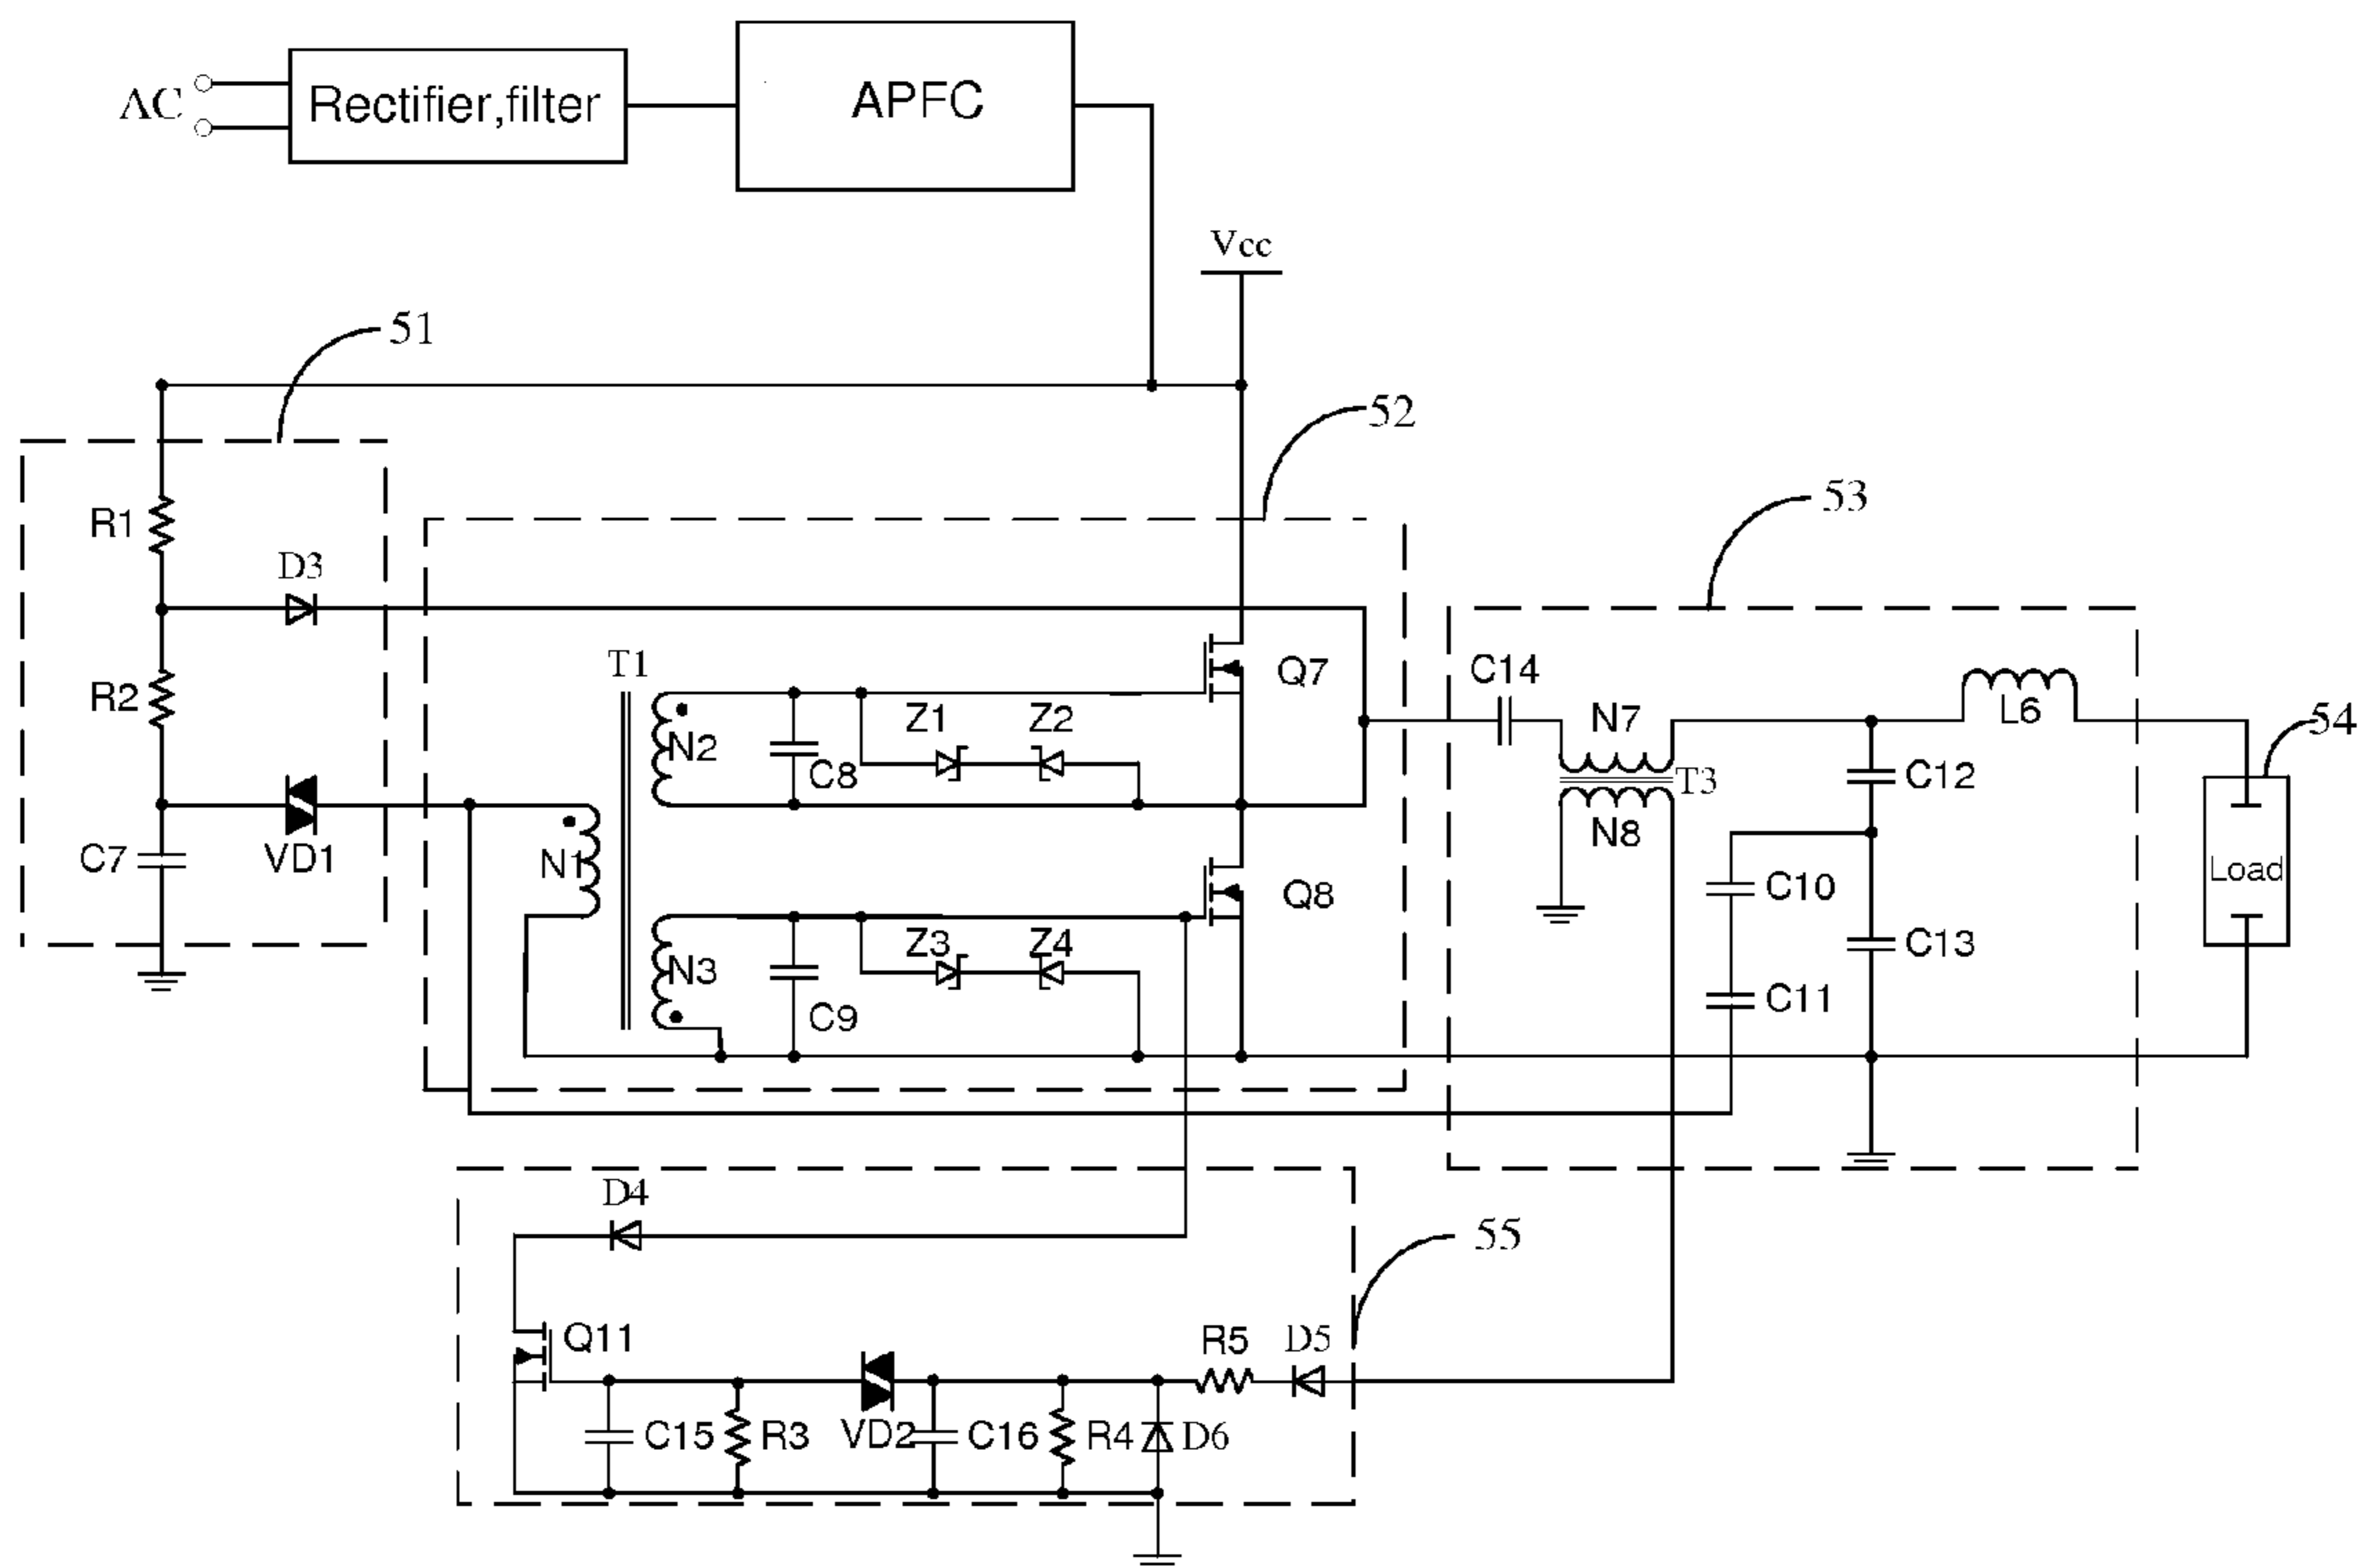 AC
Rectifier,filter
APFC
Vcc
51
52
53
R1
D3
T1
Q7
C14
N7
L6
54
R2
Z1
Z2
N2
C8
T3
C12
N8
C7
VD1
N1
Q8
C10
Load
Z3
Z4
N3
C13
C9
C11
D4
55
Q11
R5
D5
C15
R3
VD2
C16
R4
D6